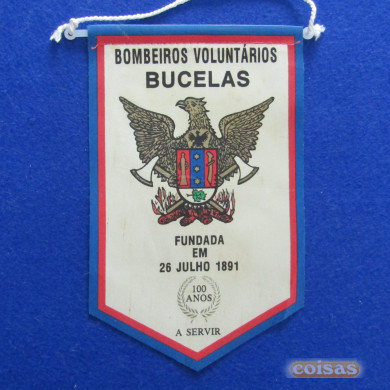 BOMBEIROS VOLUNTÁRIOS
BUCELAS
FUNDADA
EM
26 JULHO 1891
100
ANOS
A SERVIR
coisas